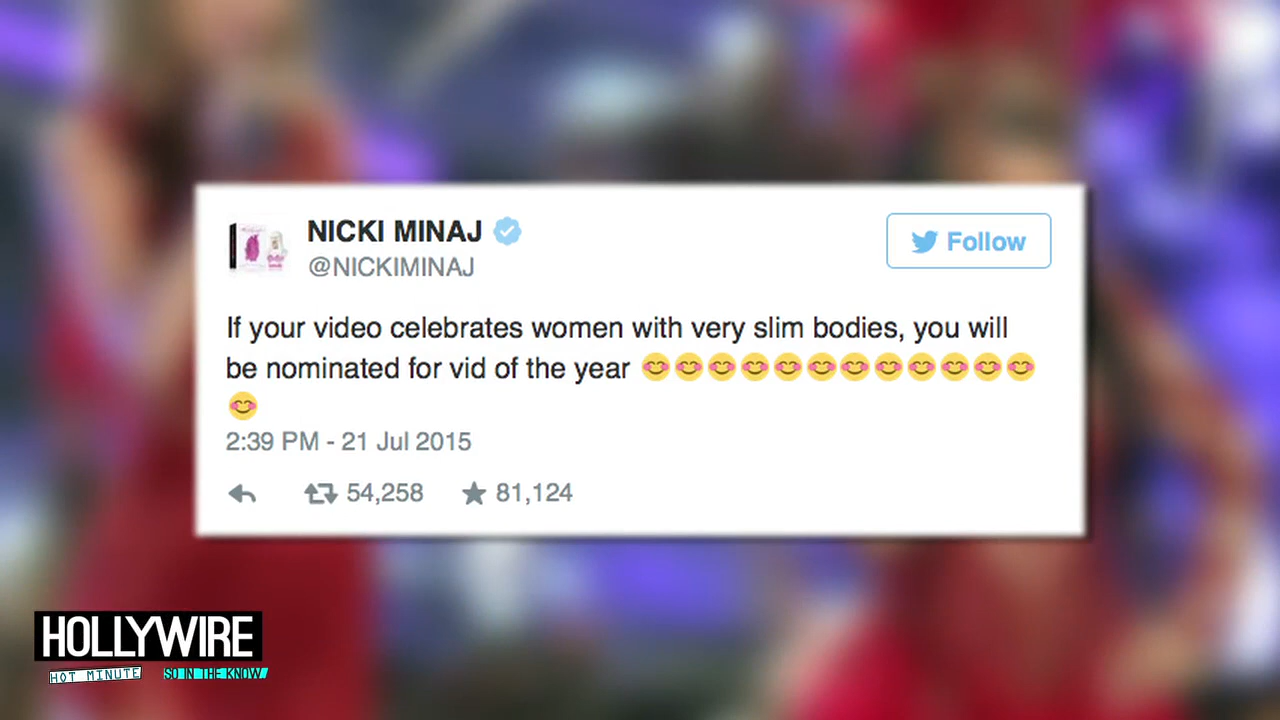 NICKI MINAJ
@NICKIMINAJ
Follow
If your video celebrates women with very slim bodies, you will
be nominated for vid of the year 😊😊😊😊😊😊😊😊😊😊😊😊
😊
2:39 PM - 21 Jul 2015
54,258 81,124
HOLLYWIRE
HOT MINUTE SO IN THE KNOW